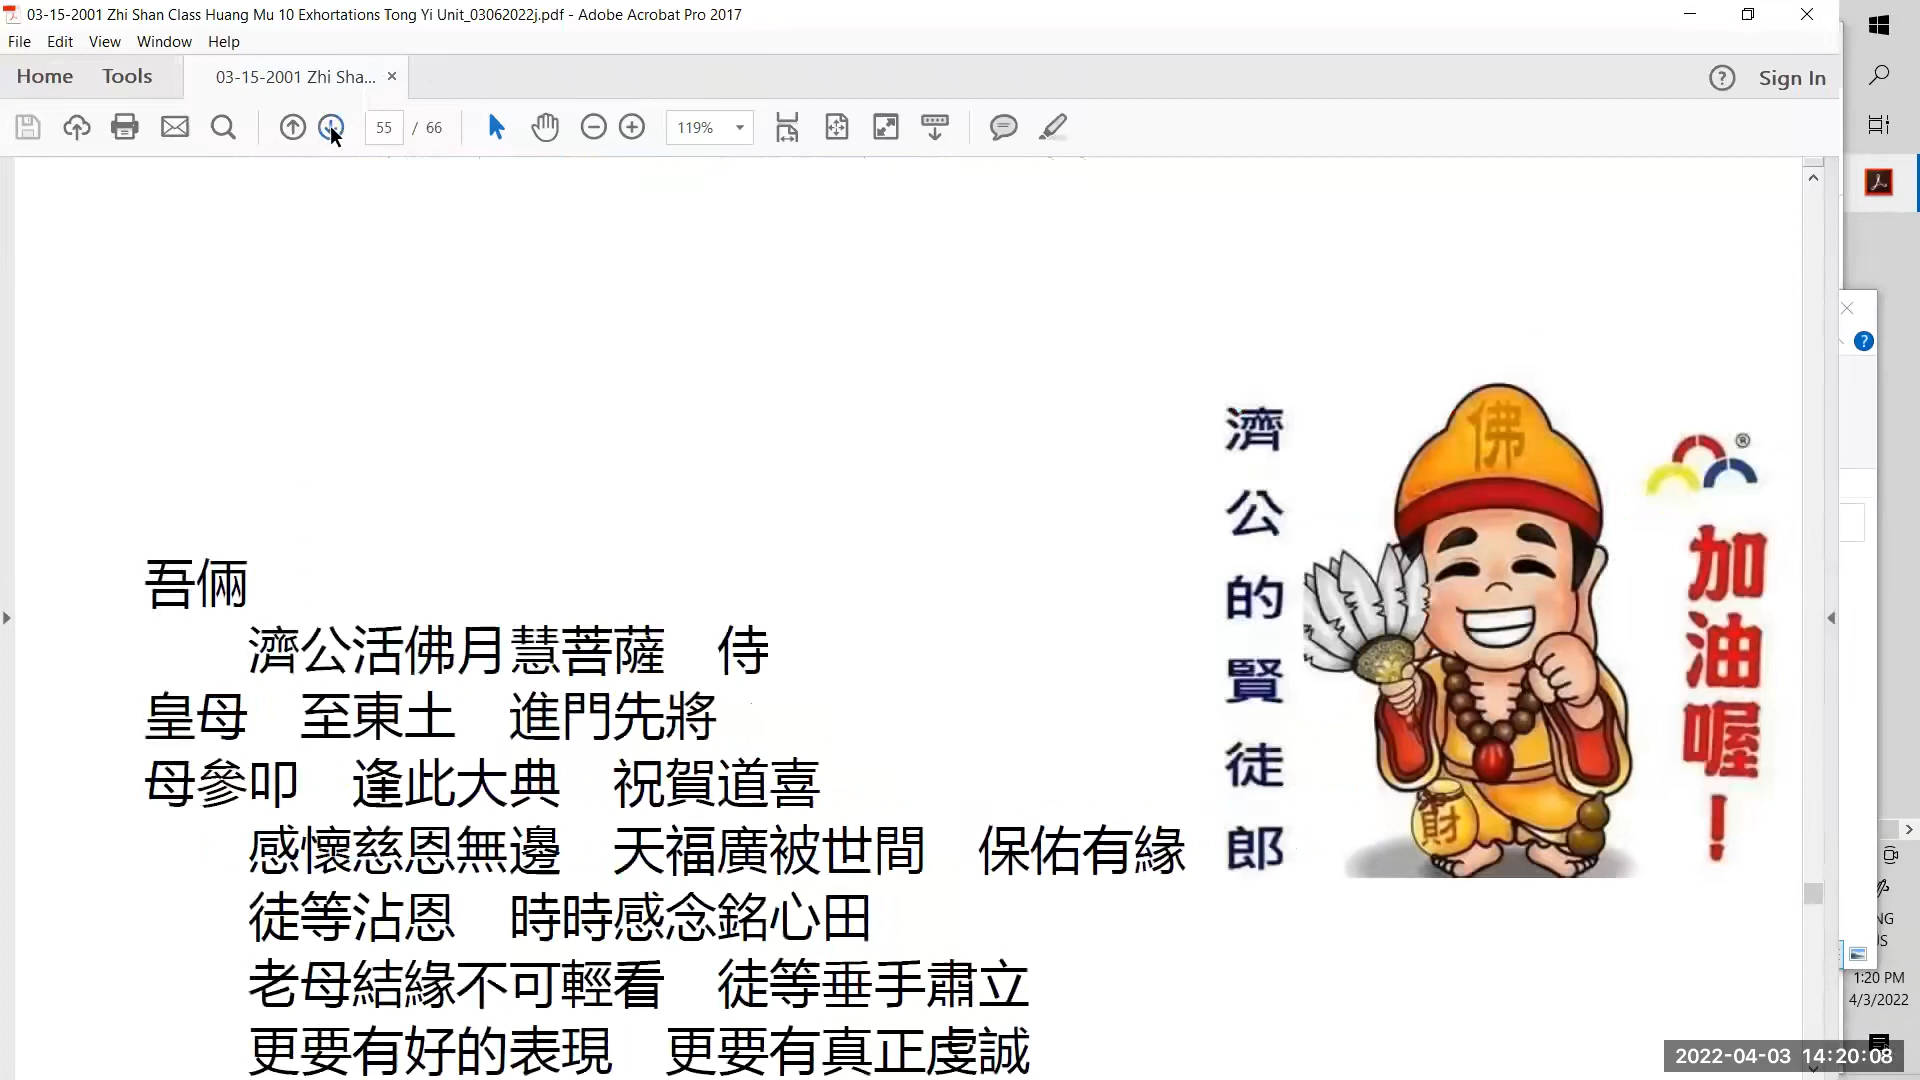 03-15-2001 Zhi Shan Class Huang Mu 10 Exhortations Tong Yi Unit_03062022j.pdf - Adobe Acrobat Pro 2017
File Edit View Window Help
Home Tools 03-15-2001 Zhi Sha... Sign In
55 / 66 119%
吾倆
濟公活佛月慧菩薩 侍
皇母 至東土 進門先將
母參叩 逢此大典 祝賀道喜
感懷慈恩無邊 天福廣被世間 保佑有緣
徒等沾恩 時時感念銘心田
老母結緣不可輕看 徒等垂手肅立
更要有好的表現 更要有真正虔誠
濟公的賢徒郎
佛
財
®
加油喔!
NG
1:20 PM
4/3/2022
2022-04-03 14:20:08